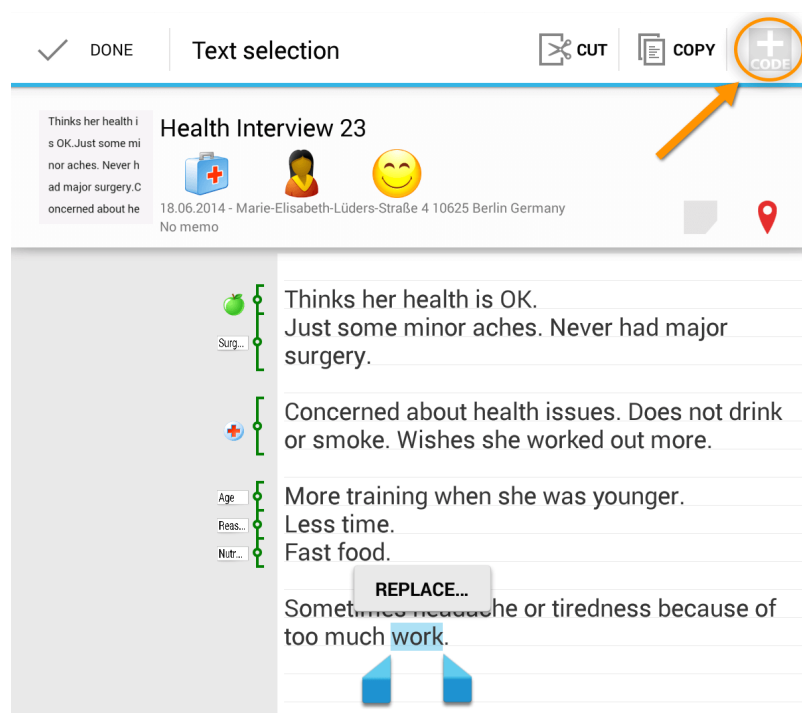 DONE
Text selection
CUT
COPY
CODE
Thinks her health i
s OK.Just some mi
nor aches. Never h
ad major surgery.C
oncerned about he
Health Interview 23
18.06.2014 - Marie-Elisabeth-Lüders-Straße 4 10625 Berlin Germany
No memo
Thinks her health is OK.
Surg... Just some minor aches. Never had major
surgery.
Concerned about health issues. Does not drink
or smoke. Wishes she worked out more.
Age More training when she was younger.
Reas... Less time.
Nutr... Fast food.
REPLACE...
Sometimes headache or tiredness because of
too much work.